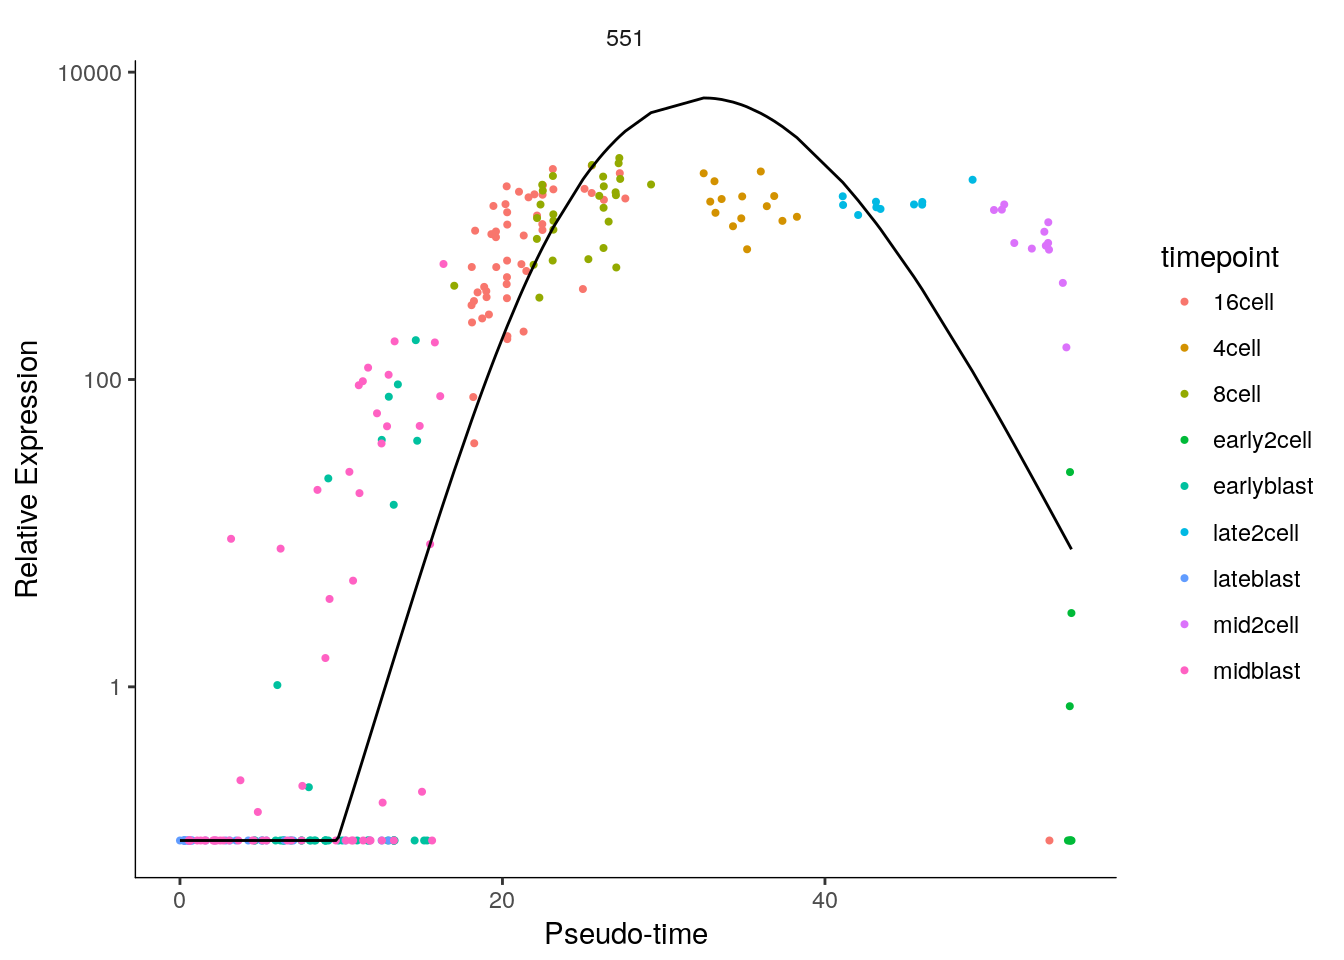 551
10000
100
1
Relative Expression
0
20
40
Pseudo-time
timepoint
16cell
4cell
8cell
early2cell
earlyblast
late2cell
lateblast
mid2cell
midblast